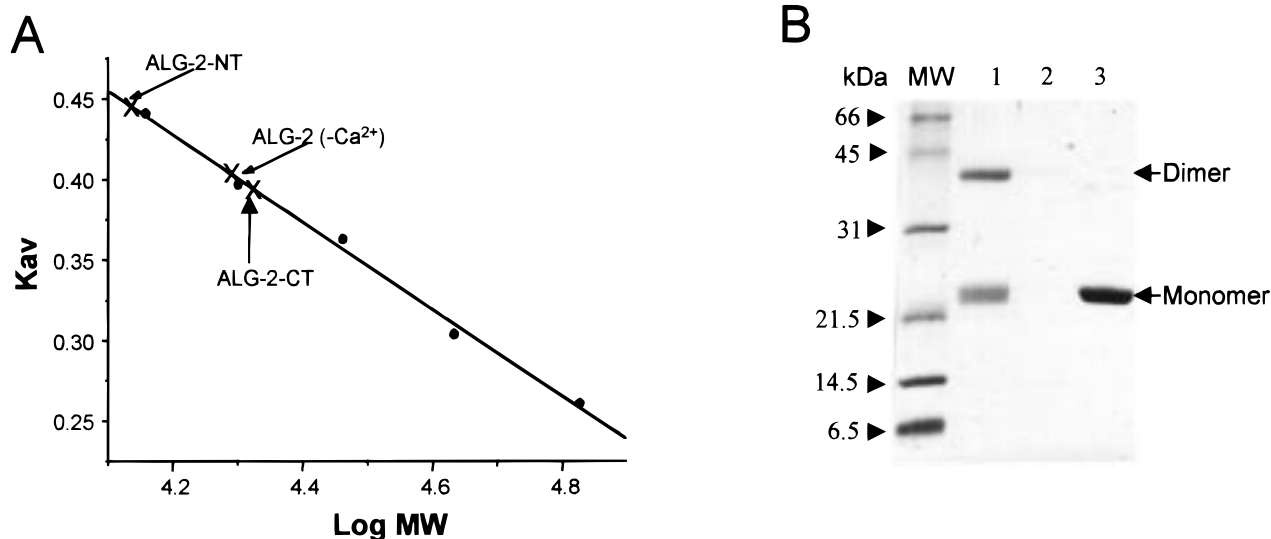 A
ALG-2-NT
ALG-2 (-Ca²⁺)
ALG-2-CT
0.45
0.40
0.35
0.30
0.25
Kav
4.2 4.4 4.6 4.8
Log MW
B
kDa MW 1 2 3
66
45
Dimer
31
Monomer
21.5
14.5
6.5